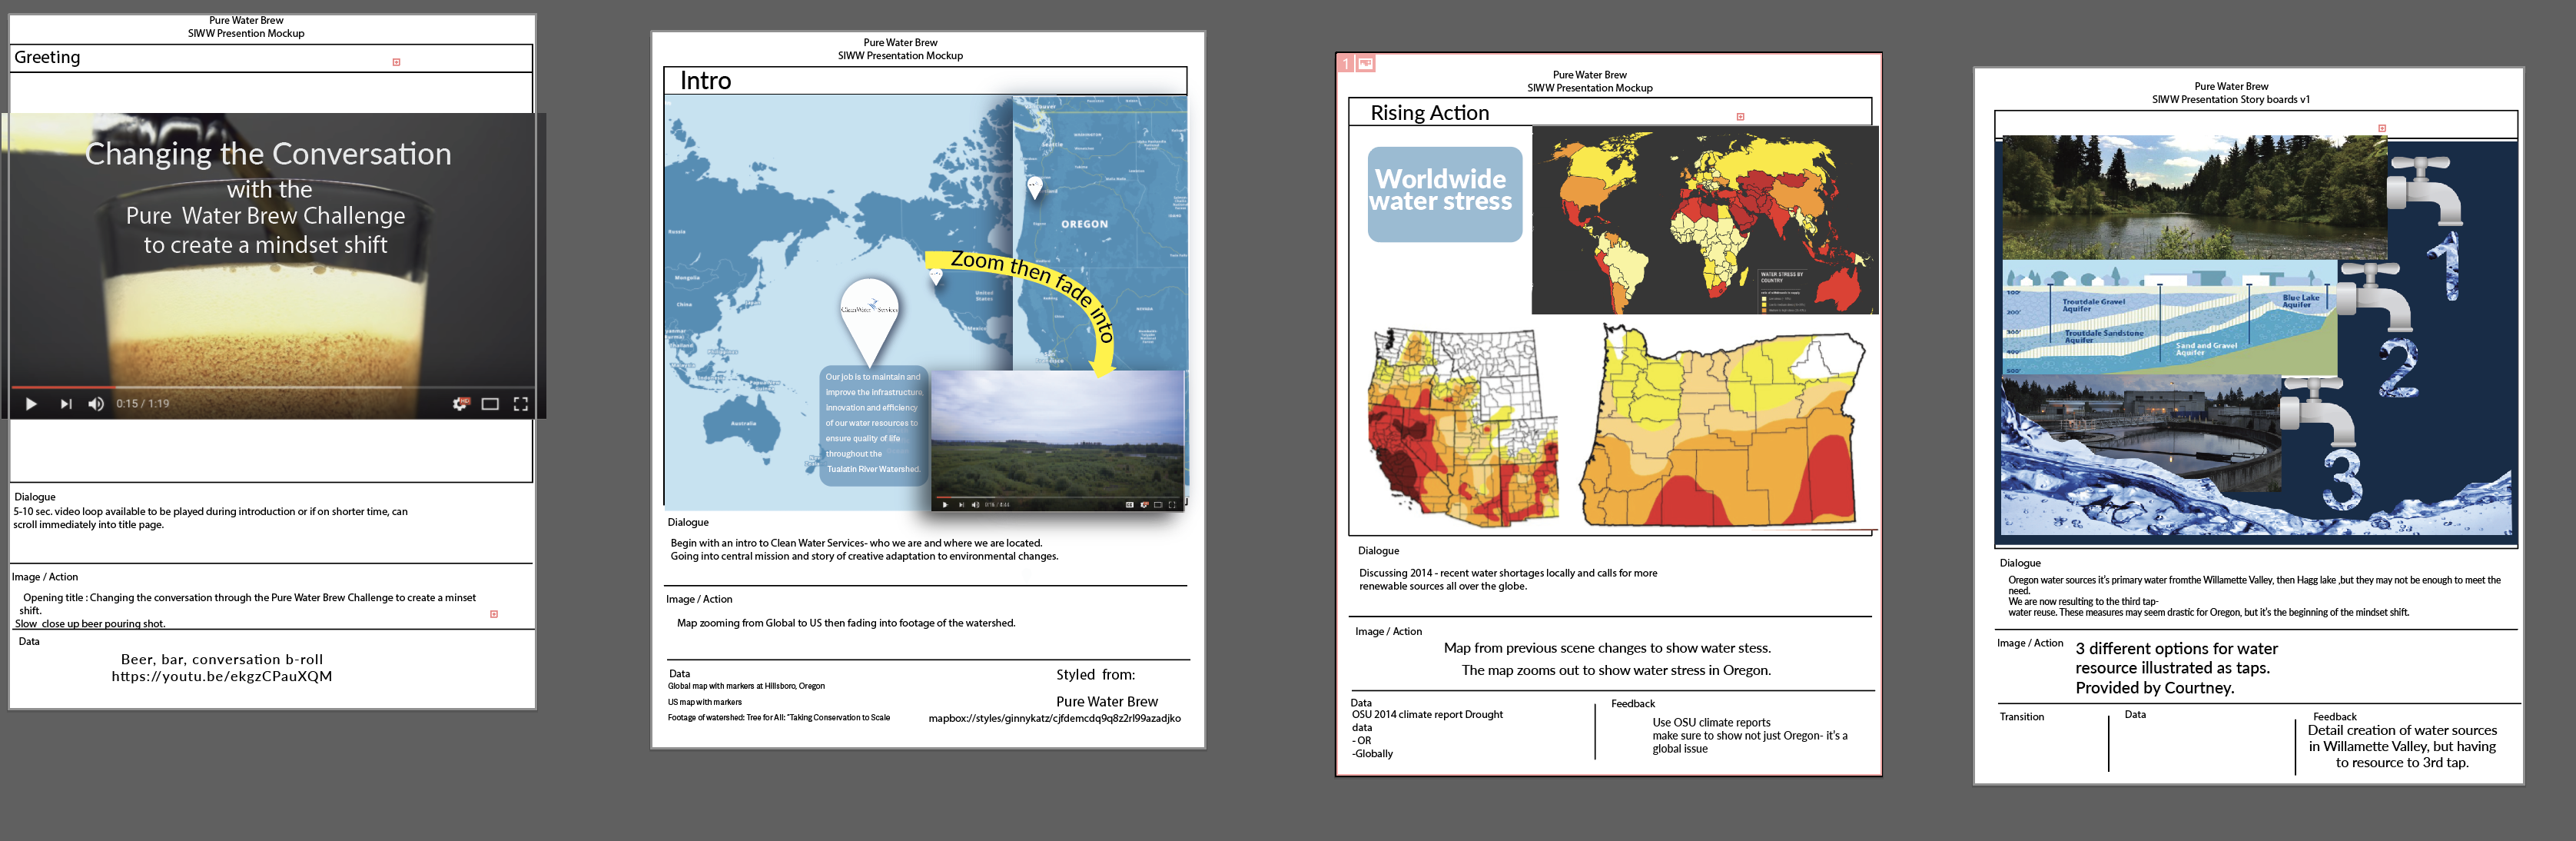 Pure Water Brew
SIWW Presention Mockup
Greeting
Changing the Conversation
with the
Pure Water Brew Challenge
to create a mindset shift
0:15 / 1:19
HD
Dialogue
5-10 sec. video loop available to be played during introduction or if on shorter time, can
scroll immediately into title page.
Image / Action
Opening title : Changing the conversation through the Pure Water Brew Challenge to create a minset
shift.
Slow close up beer pouring shot.
Data
Beer, bar, conversation b-roll
https://youtu.be/ekgzCPauXQM
Pure Water Brew
SIWW Presentation Mockup
Intro
Russia
Mongolia
China
Australia
United
States
Mexico
Seattle
OREGON
Zoom then fade into
CleanWater Services
Our job is to maintain and
improve the infrastructure,
innovation and efficiency
of our water resources to
ensure quality of life
throughout the
Tualatin River Watershed.
Dialogue
Begin with an intro to Clean Water Services- who we are and where we are located.
Going into central mission and story of creative adaptation to environmental changes.
Image / Action
Map zooming from Global to US then fading into footage of the watershed.
Data
Global map with markers at Hillsboro, Oregon
US map with markers
Footage of watershed: Tree for All: "Taking Conservation to Scale
Styled from:
Pure Water Brew
mapbox://styles/ginnykatz/cjfdemcdq9q8z2rl99azadjko
1
Pure Water Brew
SIWW Presentation Mockup
Rising Action
Worldwide
water stress
WATER STRESS BY
COUNTRY
Dialogue
Discussing 2014 - recent water shortages locally and calls for more
renewable sources all over the globe.
Image / Action
Map from previous scene changes to show water stess.
The map zooms out to show water stress in Oregon.
Data
OSU 2014 climate report Drought
data
- OR
-Globally
Feedback
Use OSU climate reports
make sure to show not just Oregon- it's a
global issue
Pure Water Brew
SIWW Presentation Story boards v1
100'
200'
300'
400'
500'
Troutdale Gravel
Aquifer
Blue Lake
Aquifer
Troutdale Sandstone
Aquifer
Sand and Gravel
Aquifer
1
2
3
Dialogue
Oregon water sources it's primary water fromthe Willamette Valley, then Hagg lake ,but they may not be enough to meet the
need.
We are now resulting to the third tap-
water reuse. These measures may seem drastic for Oregon, but it's the beginning of the mindset shift.
Image / Action
3 different options for water
resource illustrated as taps.
Provided by Courtney.
Transition
Data
Feedback
Detail creation of water sources
in Willamette Valley, but having
to resource to 3rd tap.